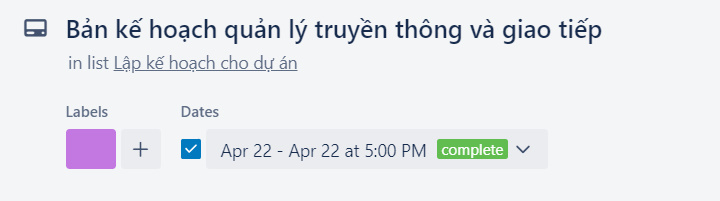 Bản kế hoạch quản lý truyền thông và giao tiếp
in list Lập kế hoạch cho dự án
Labels Dates
+ Apr 22 - Apr 22 at 5:00 PM complete